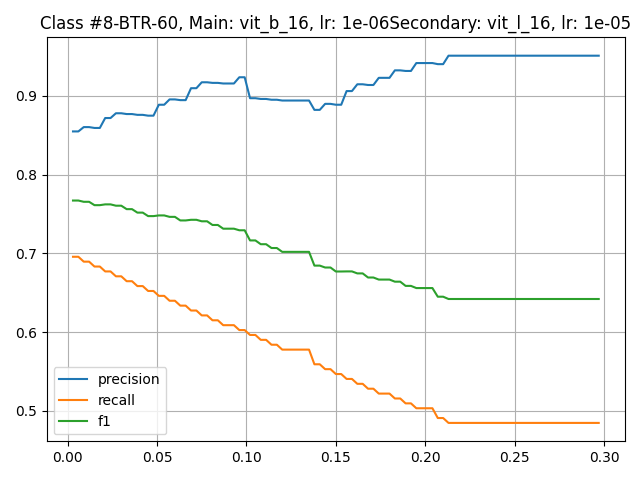 Class #8-BTR-60, Main: vit_b_16, lr: 1e-06Secondary: vit_l_16, lr: 1e-05
0.9
0.8
0.7
0.6
0.5
precision
recall
f1
0.00 0.05 0.10 0.15 0.20 0.25 0.30